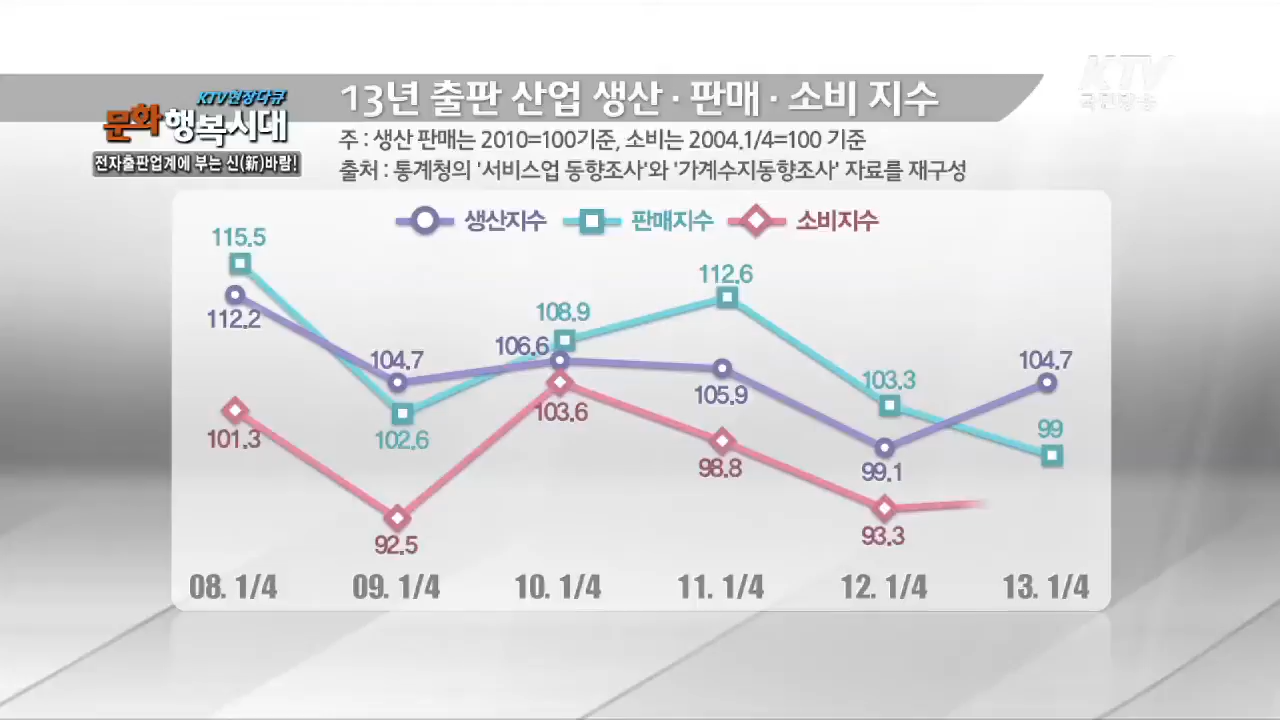 KTV
국민방송
KTV현장다큐
문화행복시대
전자출판업계에 부는 신(新)바람!
13년 출판 산업 생산·판매·소비 지수
주 : 생산 판매는 2010=100기준, 소비는 2004.1/4=100 기준
출처 : 통계청의 '서비스업 동향조사'와 '가계수지동향조사' 자료를 재구성
생산지수 판매지수 소비지수
115.5
112.2
101.3
104.7
102.6
92.5
108.9
106.6
103.6
112.6
105.9
98.8
103.3
99.1
93.3
104.7
99
08. 1/4 09. 1/4 10. 1/4 11. 1/4 12. 1/4 13. 1/4